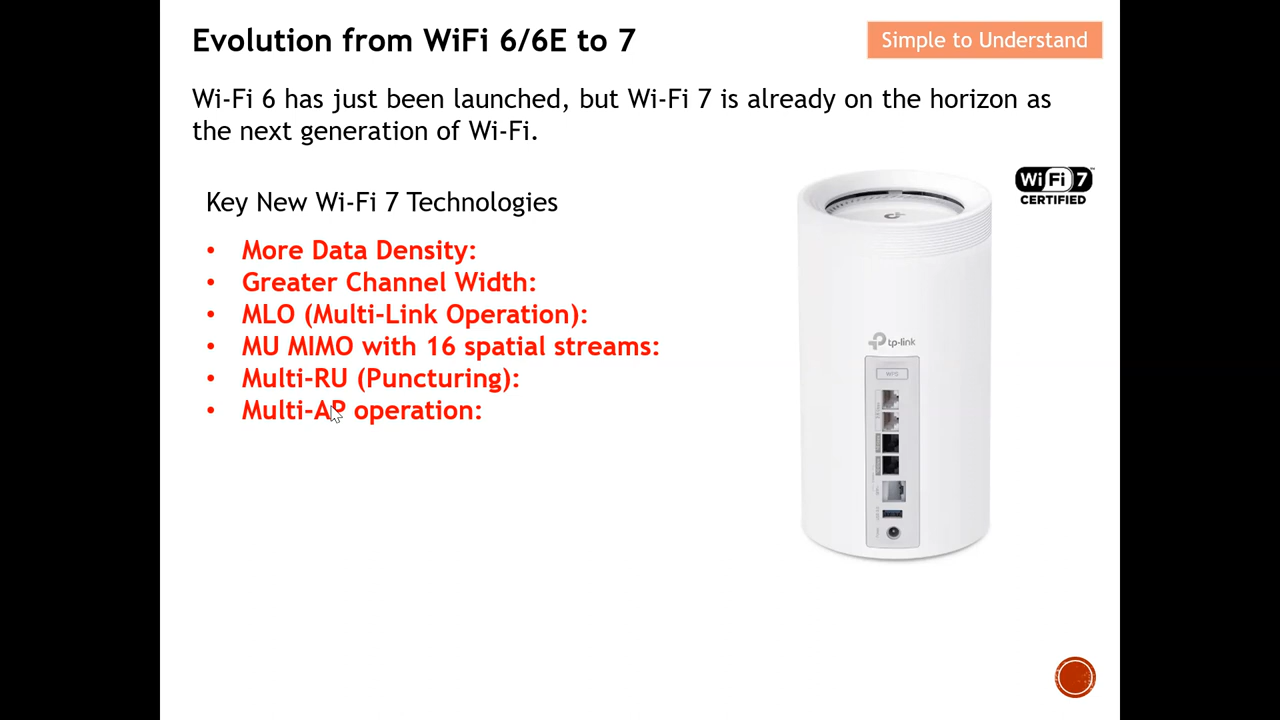 Evolution from WiFi 6/6E to 7
Simple to Understand
Wi-Fi 6 has just been launched, but Wi-Fi 7 is already on the horizon as
the next generation of Wi-Fi.
Key New Wi-Fi 7 Technologies
• More Data Density:
• Greater Channel Width:
• MLO (Multi-Link Operation):
• MU MIMO with 16 spatial streams:
• Multi-RU (Puncturing):
• Multi-AP operation:
Wi Fi 7
CERTIFIED
tp-link
WPS